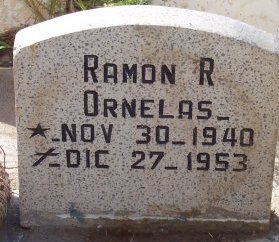 RAMON R
ORNELAS_
★_NOV 30_1940
✝_DIC 27_1953